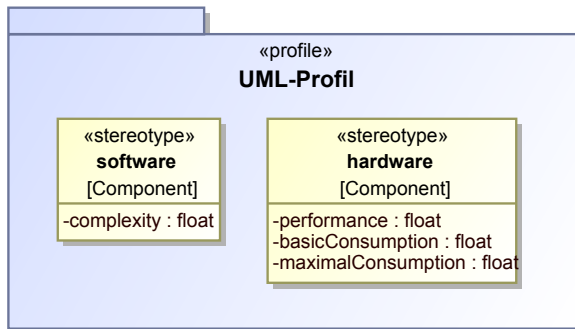 «profile»
UML-Profil
«stereotype»
software
[Component]
-complexity : float
«stereotype»
hardware
[Component]
-performance : float
-basicConsumption : float
-maximalConsumption : float